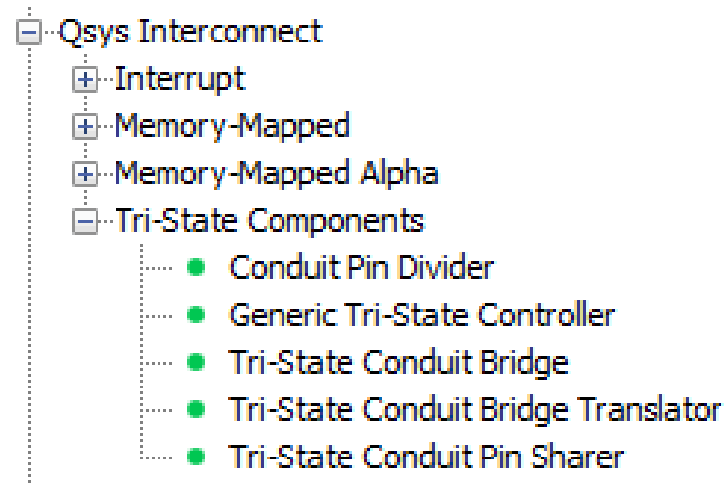 Qsys Interconnect
Interrupt
Memory-Mapped
Memory-Mapped Alpha
Tri-State Components
Conduit Pin Divider
Generic Tri-State Controller
Tri-State Conduit Bridge
Tri-State Conduit Bridge Translator
Tri-State Conduit Pin Sharer